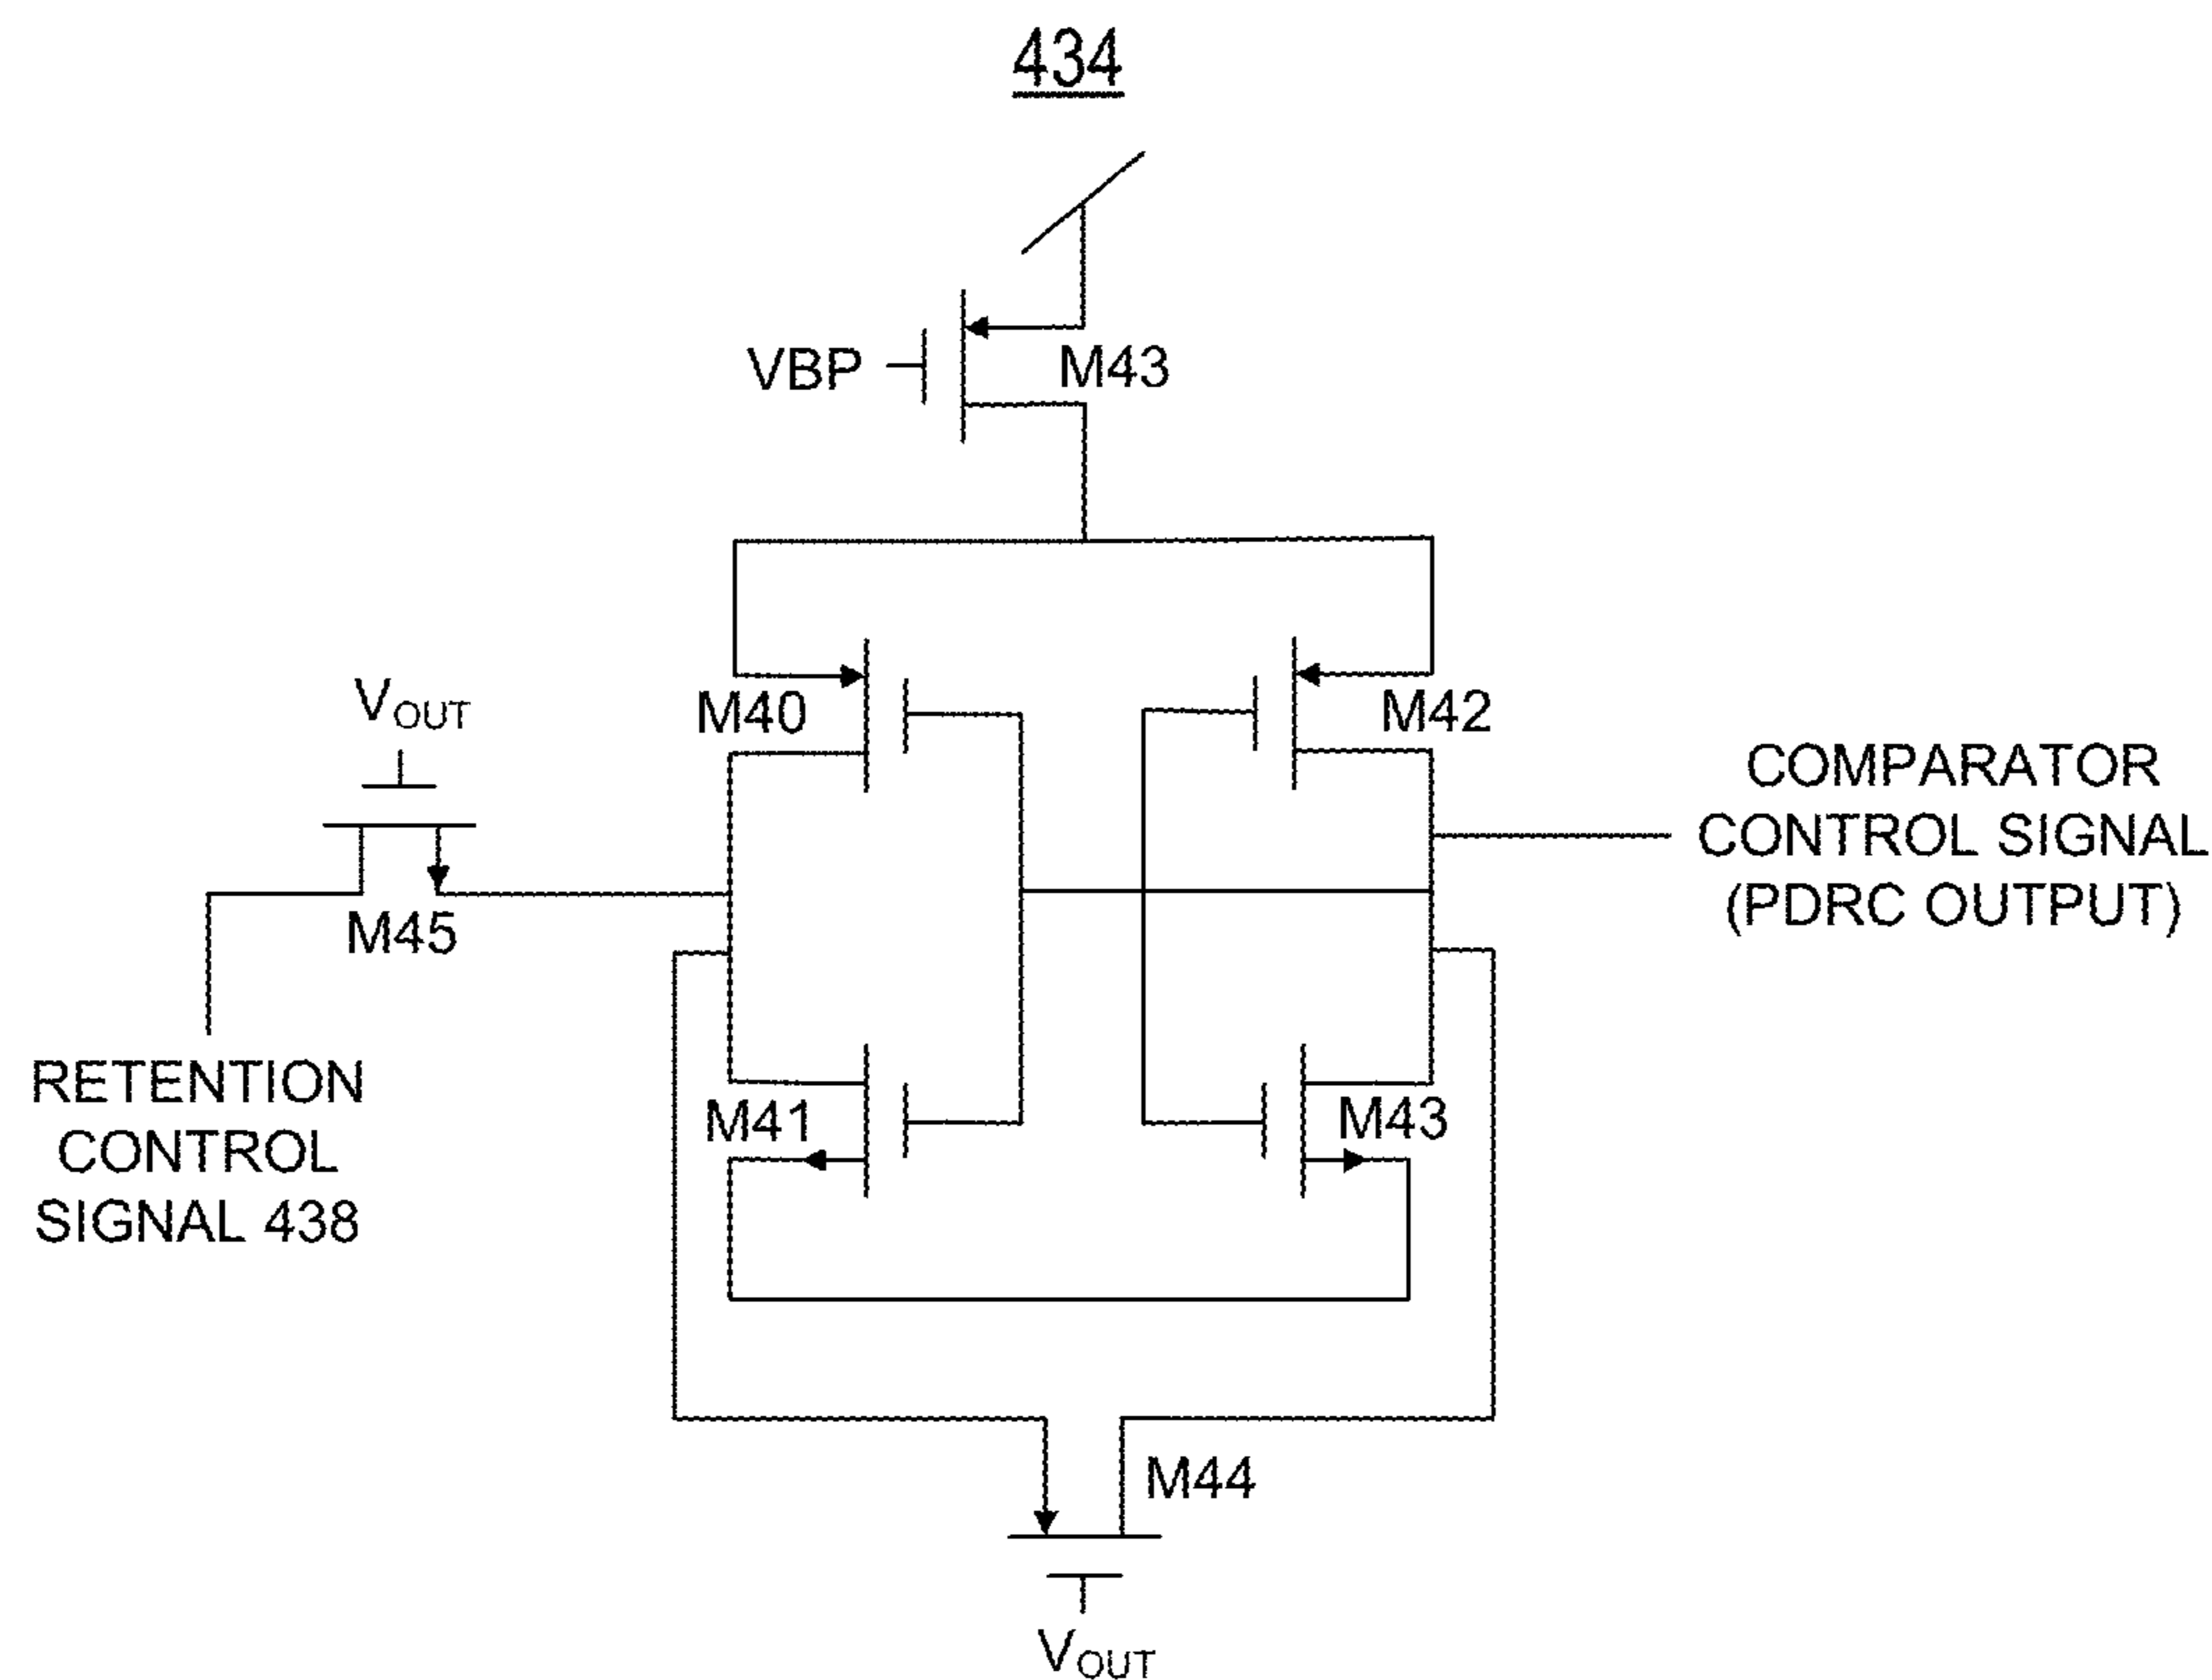 434
VBP
M43
M40
M42
VOUT
M45
COMPARATOR
CONTROL SIGNAL
(PDRC OUTPUT)
RETENTION
CONTROL
SIGNAL 438
M41
M43
M44
VOUT